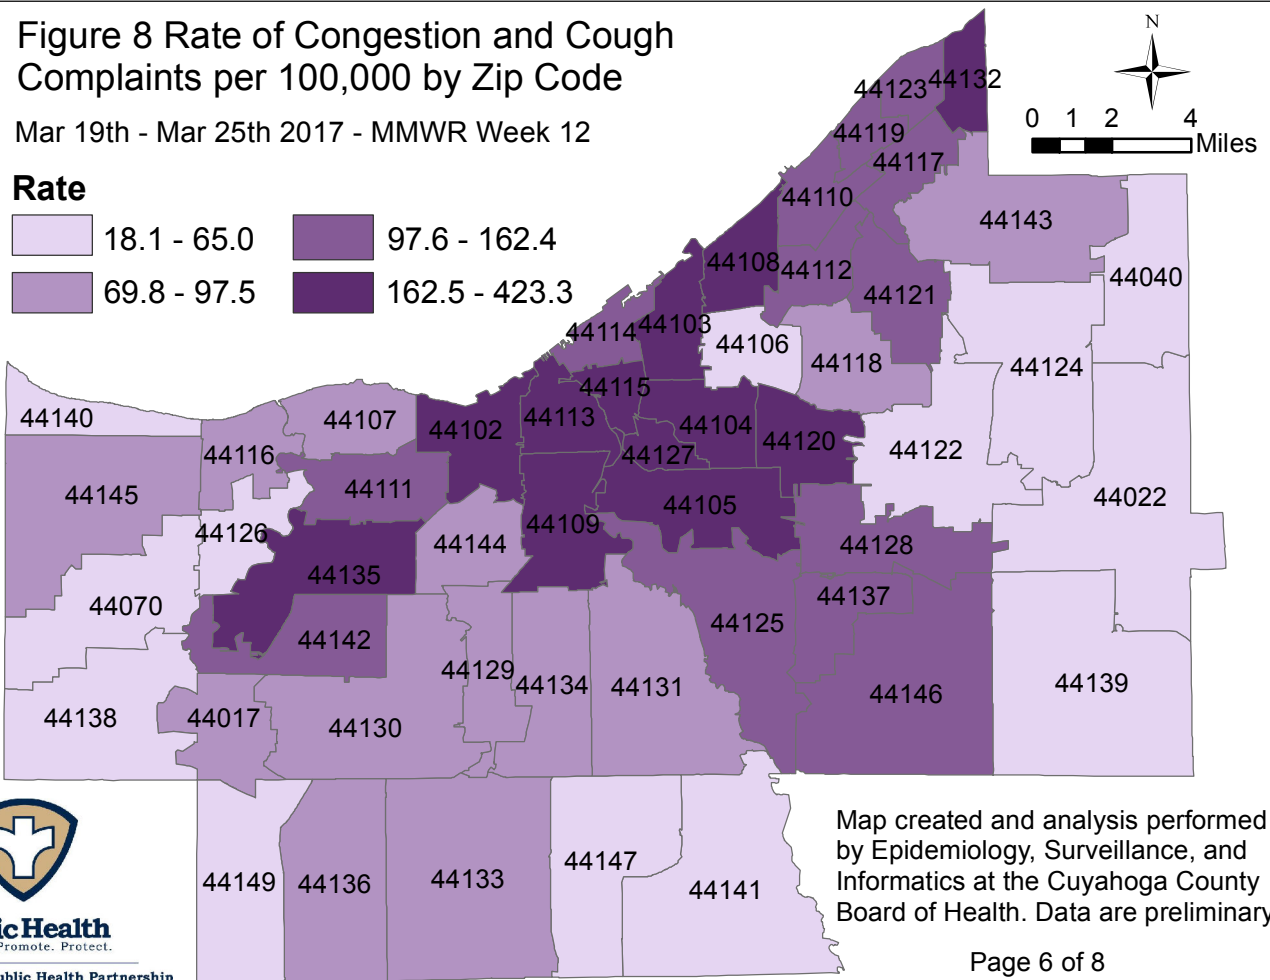 Figure 8 Rate of Congestion and Cough
Complaints per 100,000 by Zip Code
Mar 19th - Mar 25th 2017 - MMWR Week 12
Rate
18.1 - 65.0
97.6 - 162.4
69.8 - 97.5
162.5 - 423.3
N
0 1 2 4
Miles
44123
44132
44119
44117
44110
44143
44108
44112
44040
44121
44114
44103
44106
44118
44124
44115
44140
44107
44102
44113
44104
44120
44116
44127
44122
44145
44111
44105
44022
44126
44109
44144
44128
44135
44070
44137
44142
44125
44129
44134
44131
44139
44146
44138
44017
44130
44149
44136
44133
44147
44141
Map created and analysis performed
by Epidemiology, Surveillance, and
Informatics at the Cuyahoga County
Board of Health. Data are preliminary
Page 6 of 8
ic Health
Promote. Protect.
ublic Health Partnership